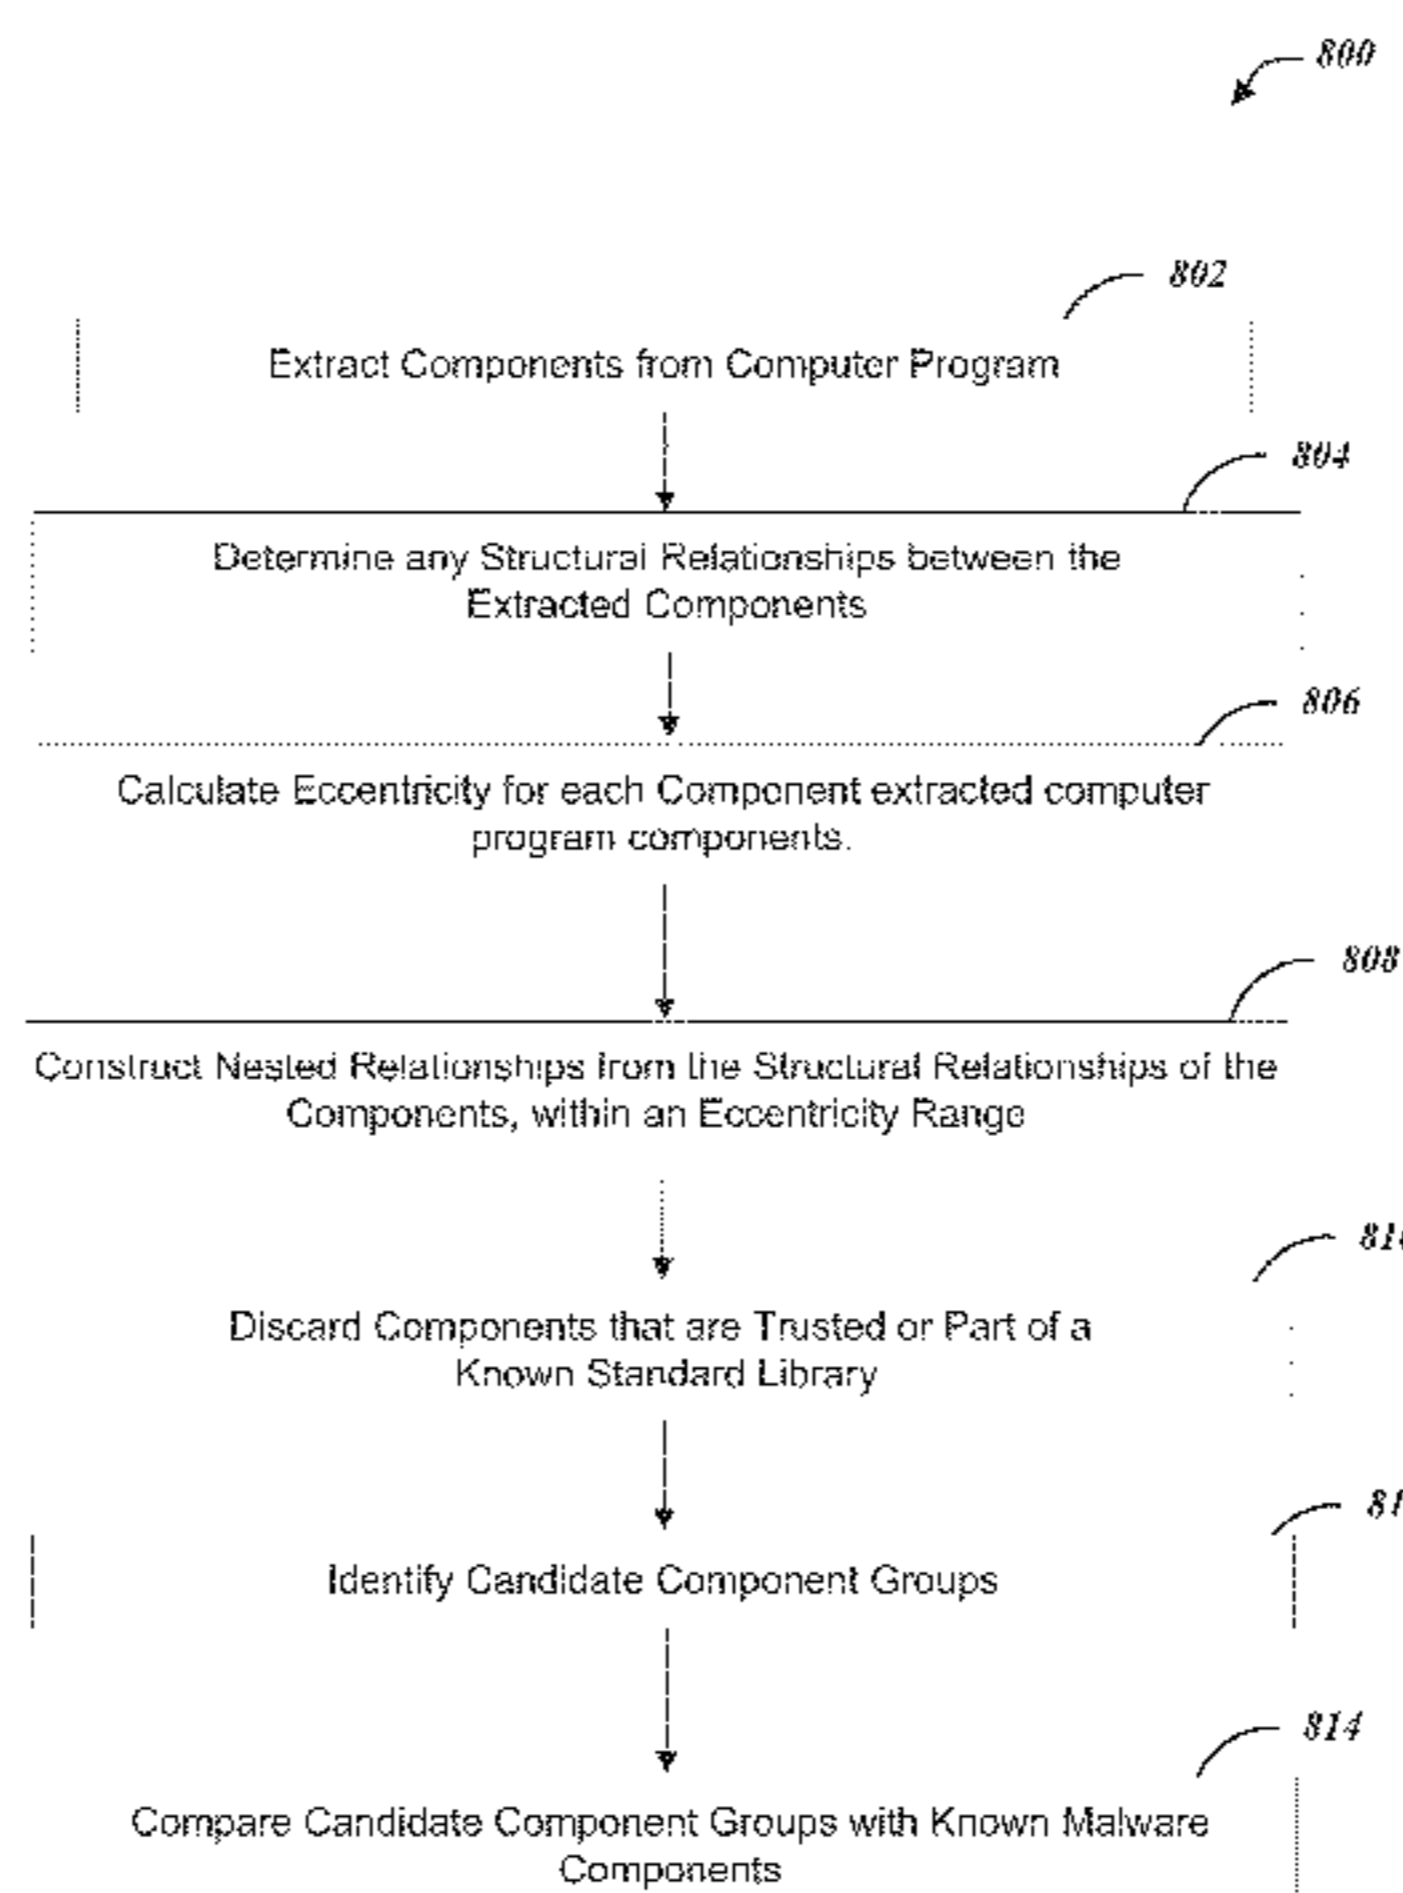 800
802
Extract Components from Computer Program
804
Determine any Structural Relationships between the
Extracted Components
806
Calculate Eccentricity for each Component extracted computer
program components.
808
Construct Nested Relationships from the Structural Relationships of the
Components, within an Eccentricity Range
Discard Components that are Trusted or Part of a
Known Standard Library
Identify Candidate Component Groups
814
Compare Candidate Component Groups with Known Malware
Components